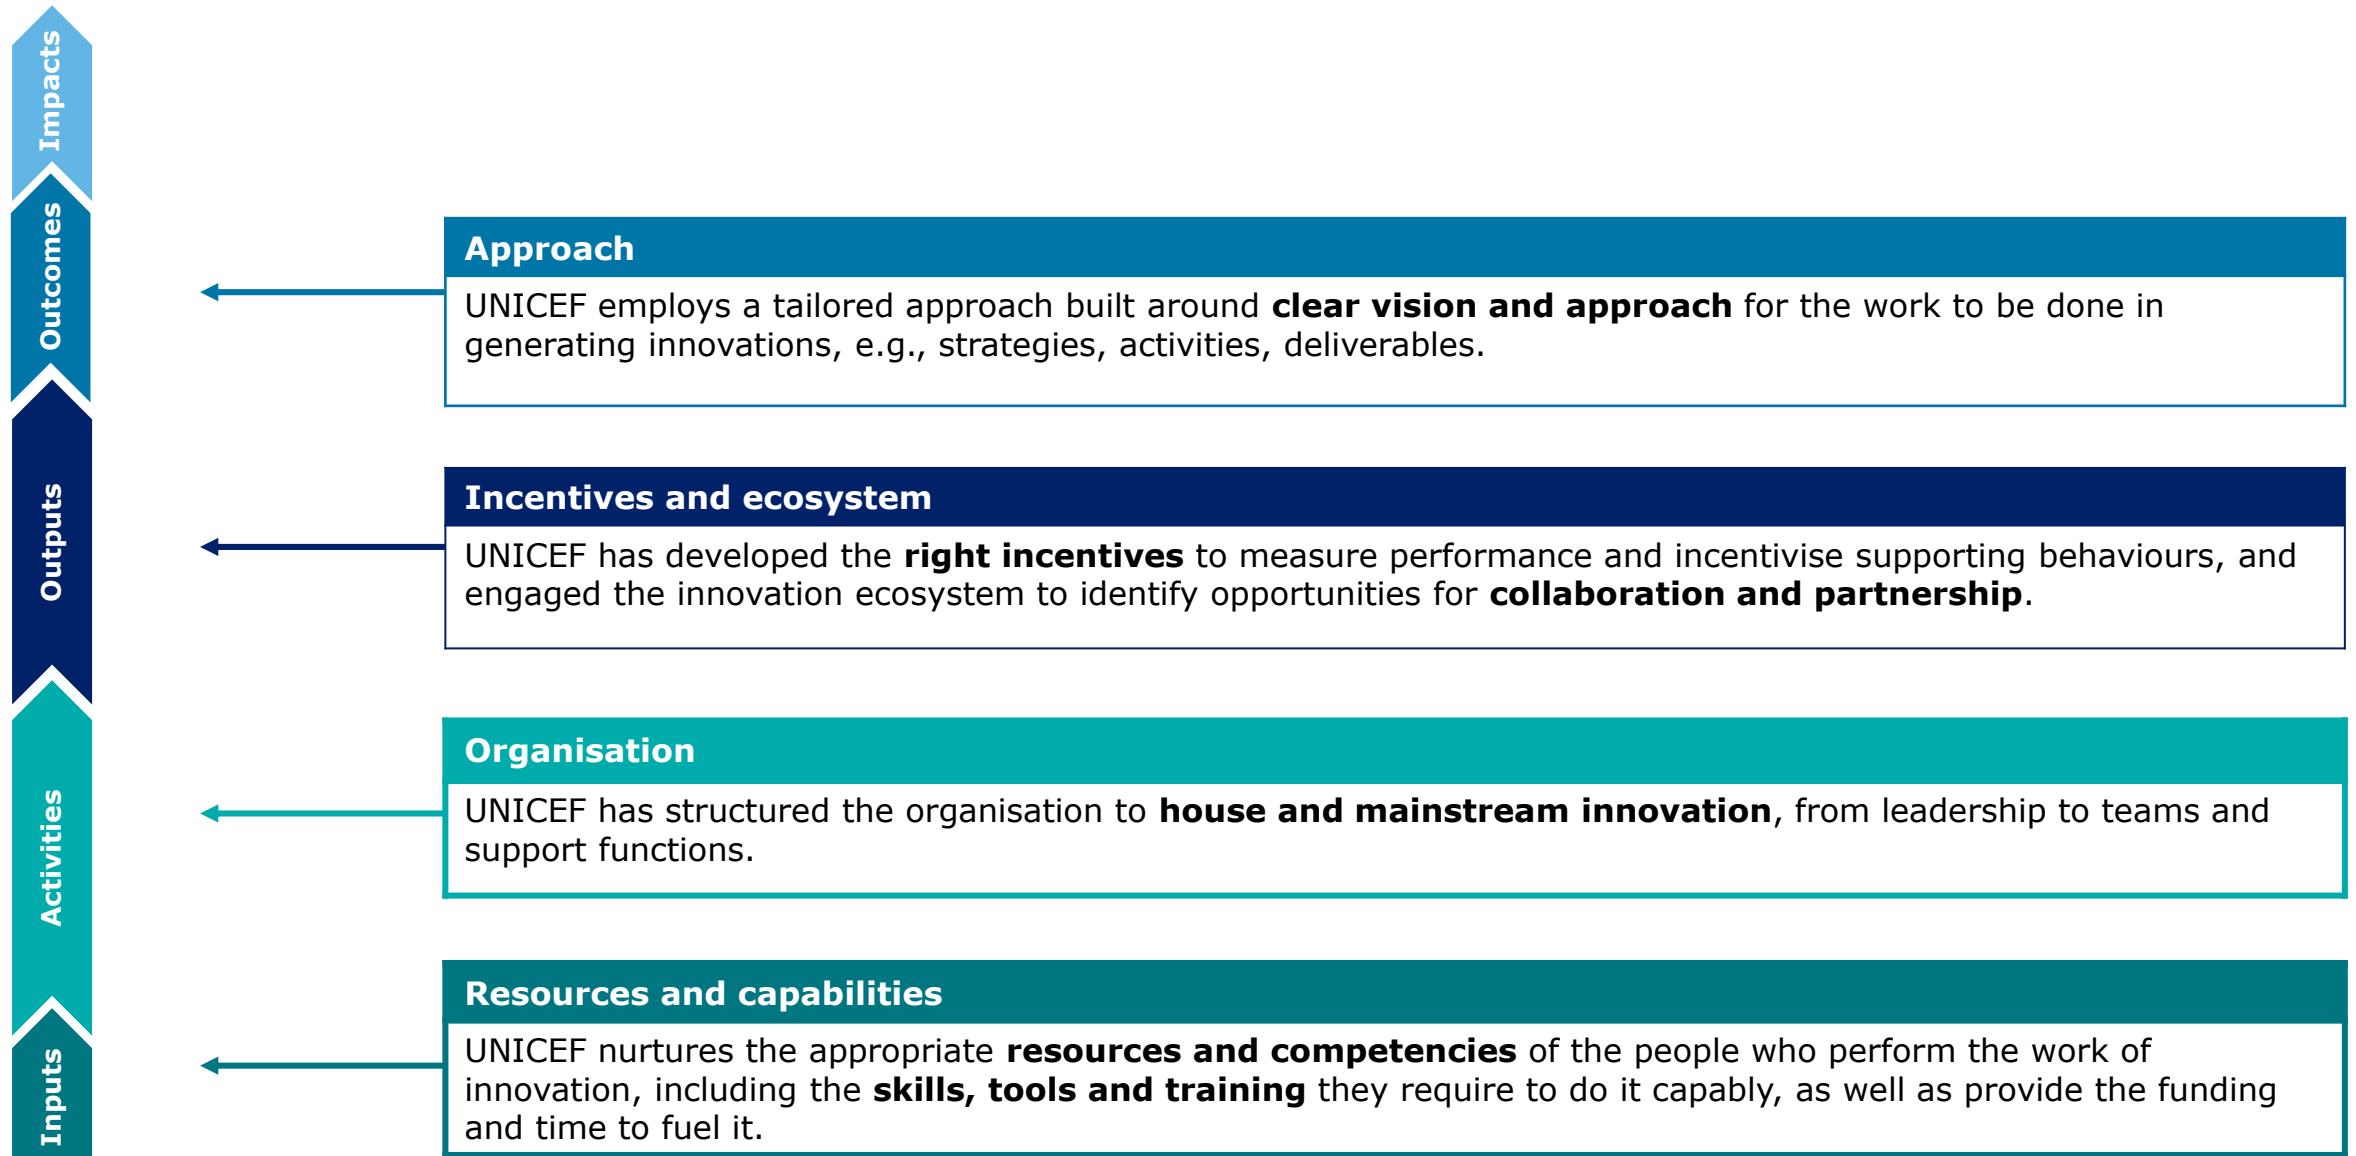 Impacts
Outcomes
Approach
UNICEF employs a tailored approach built around clear vision and approach for the work to be done in
generating innovations, e.g., strategies, activities, deliverables.
Outputs
Incentives and ecosystem
UNICEF has developed the right incentives to measure performance and incentivise supporting behaviours, and
engaged the innovation ecosystem to identify opportunities for collaboration and partnership.
Activities
Organisation
UNICEF has structured the organisation to house and mainstream innovation, from leadership to teams and
support functions.
Inputs
Resources and capabilities
UNICEF nurtures the appropriate resources and competencies of the people who perform the work of
innovation, including the skills, tools and training they require to do it capably, as well as provide the funding
and time to fuel it.